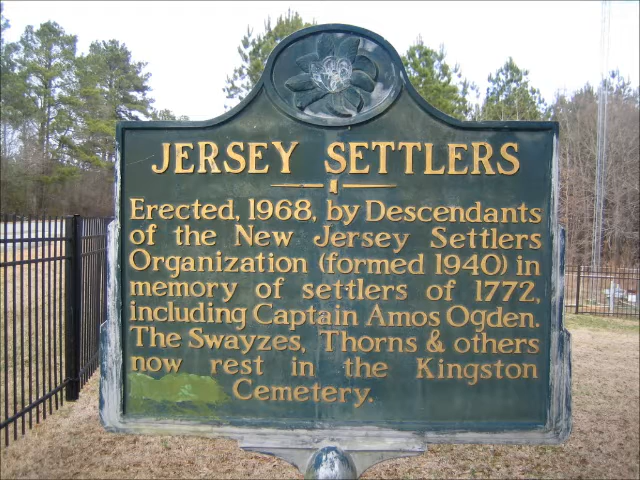 JERSEY SETTLERS
Erected, 1968, by Descendants
of the New Jersey Settlers
Organization (formed 1940) in
memory of settlers of 1772,
including Captain Amos Ogden.
The Swayzes, Thorns & others
now rest in the Kingston
Cemetery.